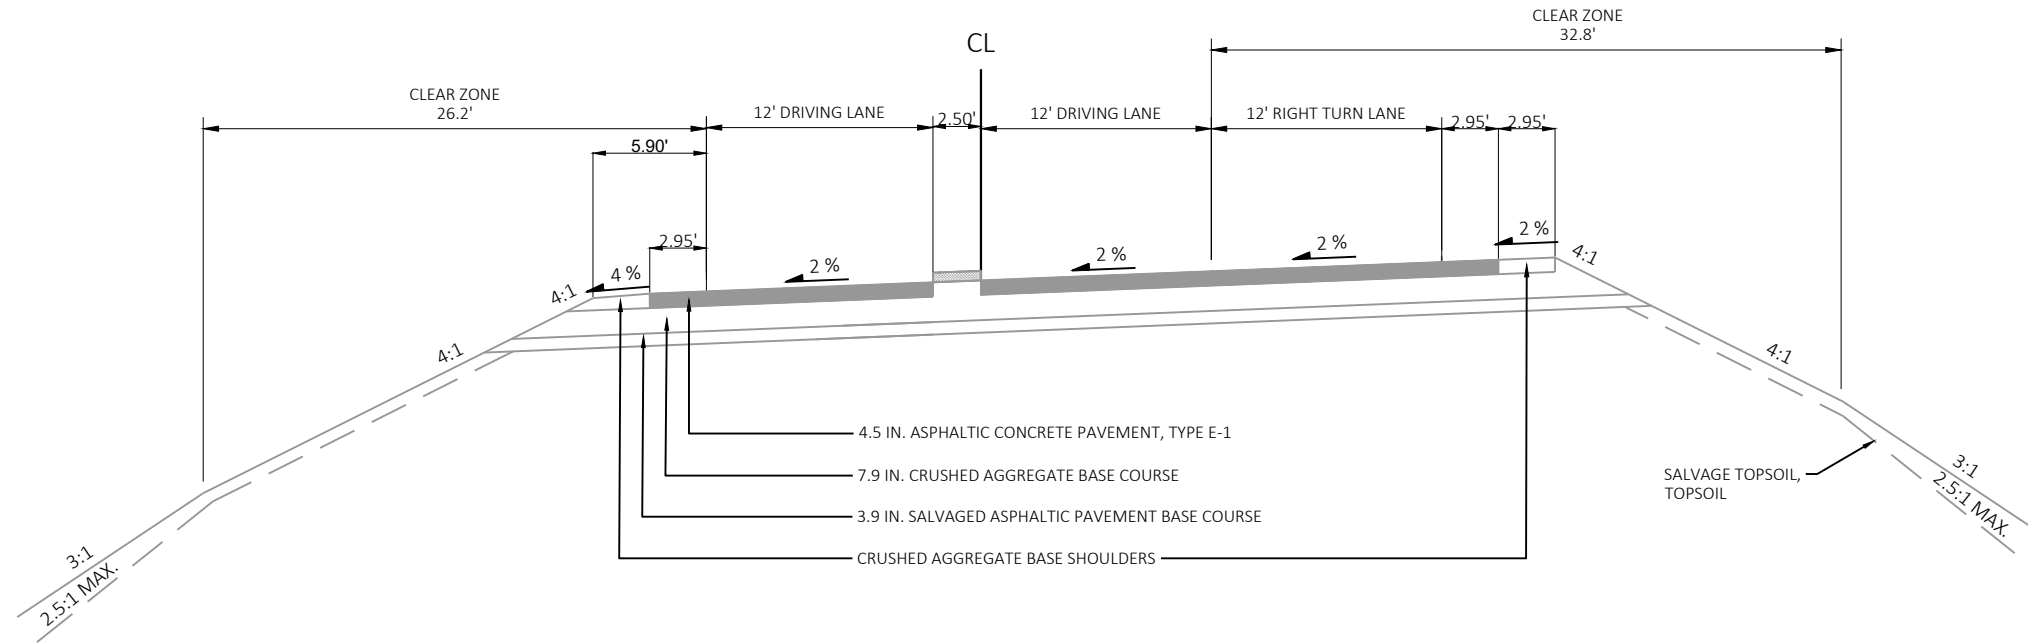 CLEAR ZONE
32.8'
CL
CLEAR ZONE
26.2'
12' DRIVING LANE
2.50'
12' DRIVING LANE
12' RIGHT TURN LANE
2.95'
2.95'
5.90'
2.95'
4:1
4 %
2 %
2 %
2 %
2 %
4:1
4:1
4:1
4.5 IN. ASPHALTIC CONCRETE PAVEMENT, TYPE E-1
7.9 IN. CRUSHED AGGREGATE BASE COURSE
3.9 IN. SALVAGED ASPHALTIC PAVEMENT BASE COURSE
CRUSHED AGGREGATE BASE SHOULDERS
SALVAGE TOPSOIL,
TOPSOIL
3:1
2.5:1 MAX.
3:1
2.5:1 MAX.